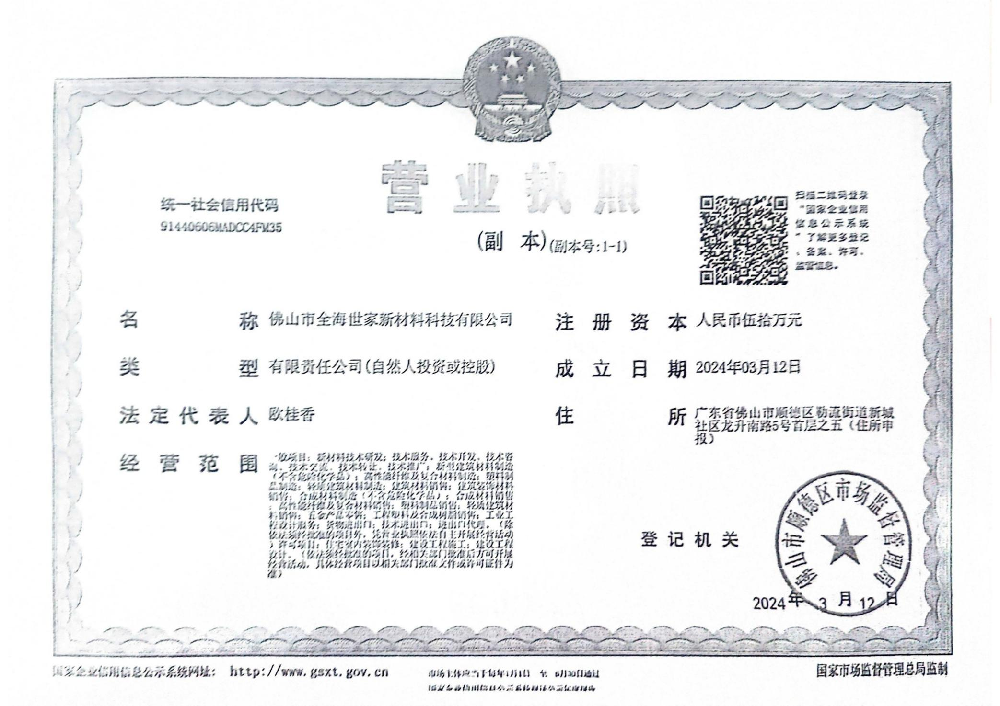 营业执照
(副 本)(副本号:1-1)
统一社会信用代码
91440606MADCC4FM35
扫描二维码登录
“国家企业信用
信息公示系统
”了解更多登记
、备案、许可、
监管信息。
名 称 佛山市全海世家新材料科技有限公司
类 型 有限责任公司(自然人投资或控股)
法定代表人 欧桂香
经营范围 一般项目：新材料技术研发；技术服务、技术开发、技术咨
询、技术交流、技术转让、技术推广；新型建筑材料制造
（不含危险化学品）；高性能纤维及复合材料制造；塑料制
品制造；轻质建筑材料制造；建筑材料销售；建筑装饰材料
销售；合成材料制造（不含危险化学品）；合成材料销售
；高性能纤维及复合材料销售；塑料制品销售；轻质建筑材
料销售；五金产品零售；工程塑料及合成树脂销售；工业工
程设计服务；货物进出口；技术进出口；进出口代理。（除
依法须经批准的项目外，凭营业执照依法自主开展经营活动
）许可项目：住宅室内装饰装修；建设工程施工；建设工程
设计。（依法须经批准的项目，经相关部门批准后方可开展
经营活动，具体经营项目以相关部门批准文件或许可证件为
准）
注册资本 人民币伍拾万元
成立日期 2024年03月12日
住 所 广东省佛山市顺德区勒流街道新城
社区龙升南路5号首层之五（住所申
报）
登记机关
佛山市顺德区市场监督管理局
2024年 3 月 12 日
国家企业信用信息公示系统网址： http://www.gsxt.gov.cn
市场主体应当于每年1月1日 至 6月30日通过
国家企业信用信息公示系统报送公示年度报告
国家市场监督管理总局监制